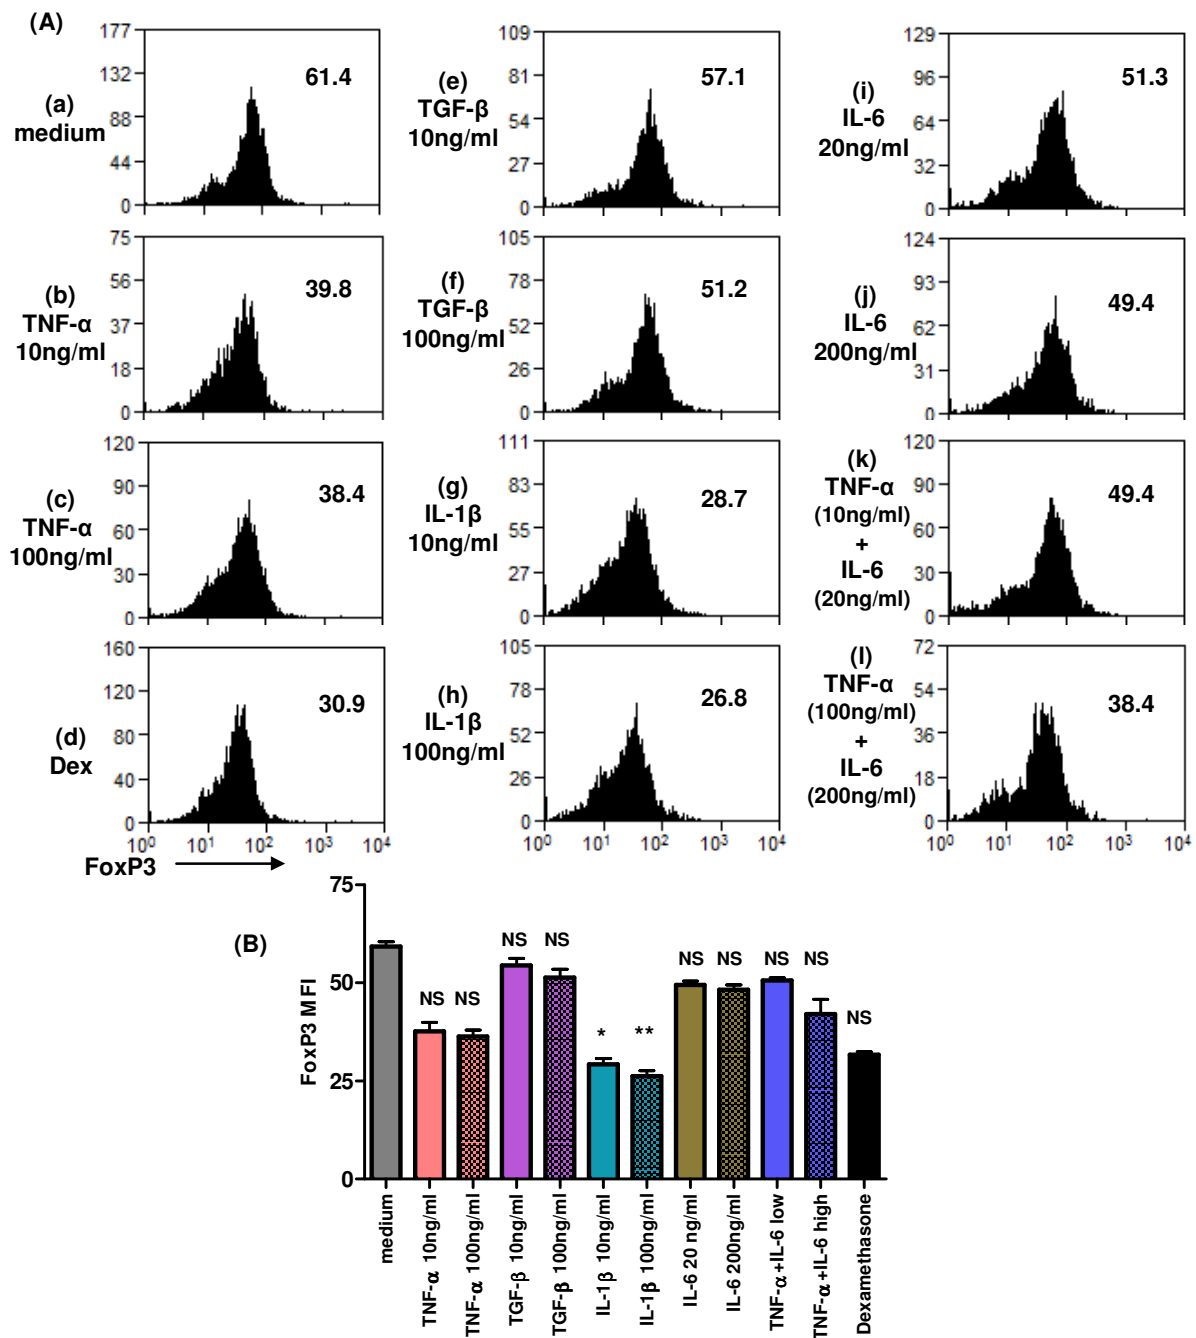 (A)
(a)
medium
177
132
88
44
0
61.4
(e)
TGF-β
10ng/ml
109
81
54
27
0
57.1
(i)
IL-6
20ng/ml
129
96
64
32
0
51.3
(b)
TNF-α
10ng/ml
75
56
37
18
0
39.8
(f)
TGF-β
100ng/ml
105
78
52
26
0
51.2
(j)
IL-6
200ng/ml
124
93
62
31
0
49.4
(c)
TNF-α
100ng/ml
120
90
60
30
0
38.4
(g)
IL-1β
10ng/ml
111
83
55
27
0
28.7
(k)
TNF-α
(10ng/ml)
+
IL-6
(20ng/ml)
120
90
60
30
0
49.4
(d)
Dex
160
120
80
40
0
30.9
10⁰ 10¹ 10² 10³ 10⁴
FoxP3
(h)
IL-1β
100ng/ml
105
78
52
26
0
26.8
10⁰ 10¹ 10² 10³ 10⁴
(l)
TNF-α
(100ng/ml)
+
IL-6
(200ng/ml)
72
54
36
18
0
38.4
10⁰ 10¹ 10² 10³ 10⁴
(B)
FoxP3 MFI
75
50
25
0
NS NS NS NS * ** NS NS NS NS NS
medium
TNF-α 10ng/ml
TNF-α 100ng/ml
TGF-β 10ng/ml
TGF-β 100ng/ml
IL-1β 10ng/ml
IL-1β 100ng/ml
IL-6 20 ng/ml
IL-6 200ng/ml
TNF-α+IL-6 low
TNF-α+IL-6 high
Dexamethasone